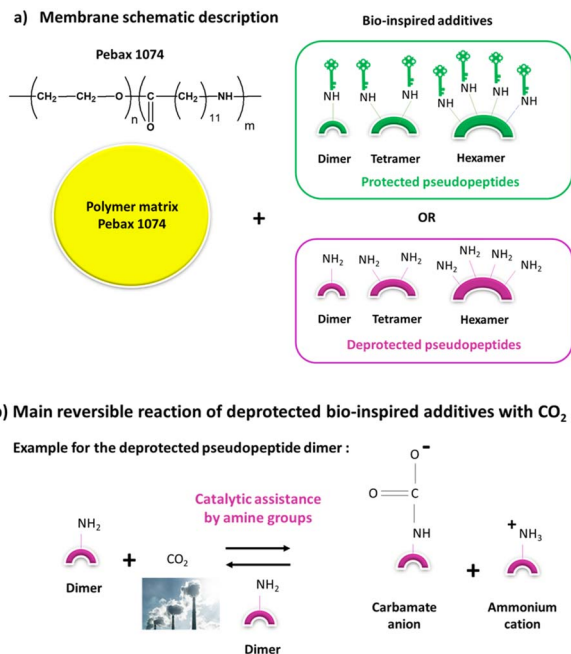 a) Membrane schematic description
Bio-inspired additives
Pebax 1074
CH₂—CH₂—O
n
C
O
CH₂
11
NH
m
Polymer matrix
Pebax 1074
+
NH NH NH NH NH NH NH
Dimer Tetramer Hexamer
Protected pseudopeptides
OR
NH₂ NH₂ NH₂ NH₂ NH₂ NH₂ NH₂
Dimer Tetramer Hexamer
Deprotected pseudopeptides
) Main reversible reaction of deprotected bio-inspired additives with CO₂
Example for the deprotected pseudopeptide dimer :
Catalytic assistance
by amine groups
NH₂
Dimer
+
CO₂
NH₂
Dimer
O⁻
O
C
NH
Carbamate
anion
+
+
NH₃
Ammonium
cation